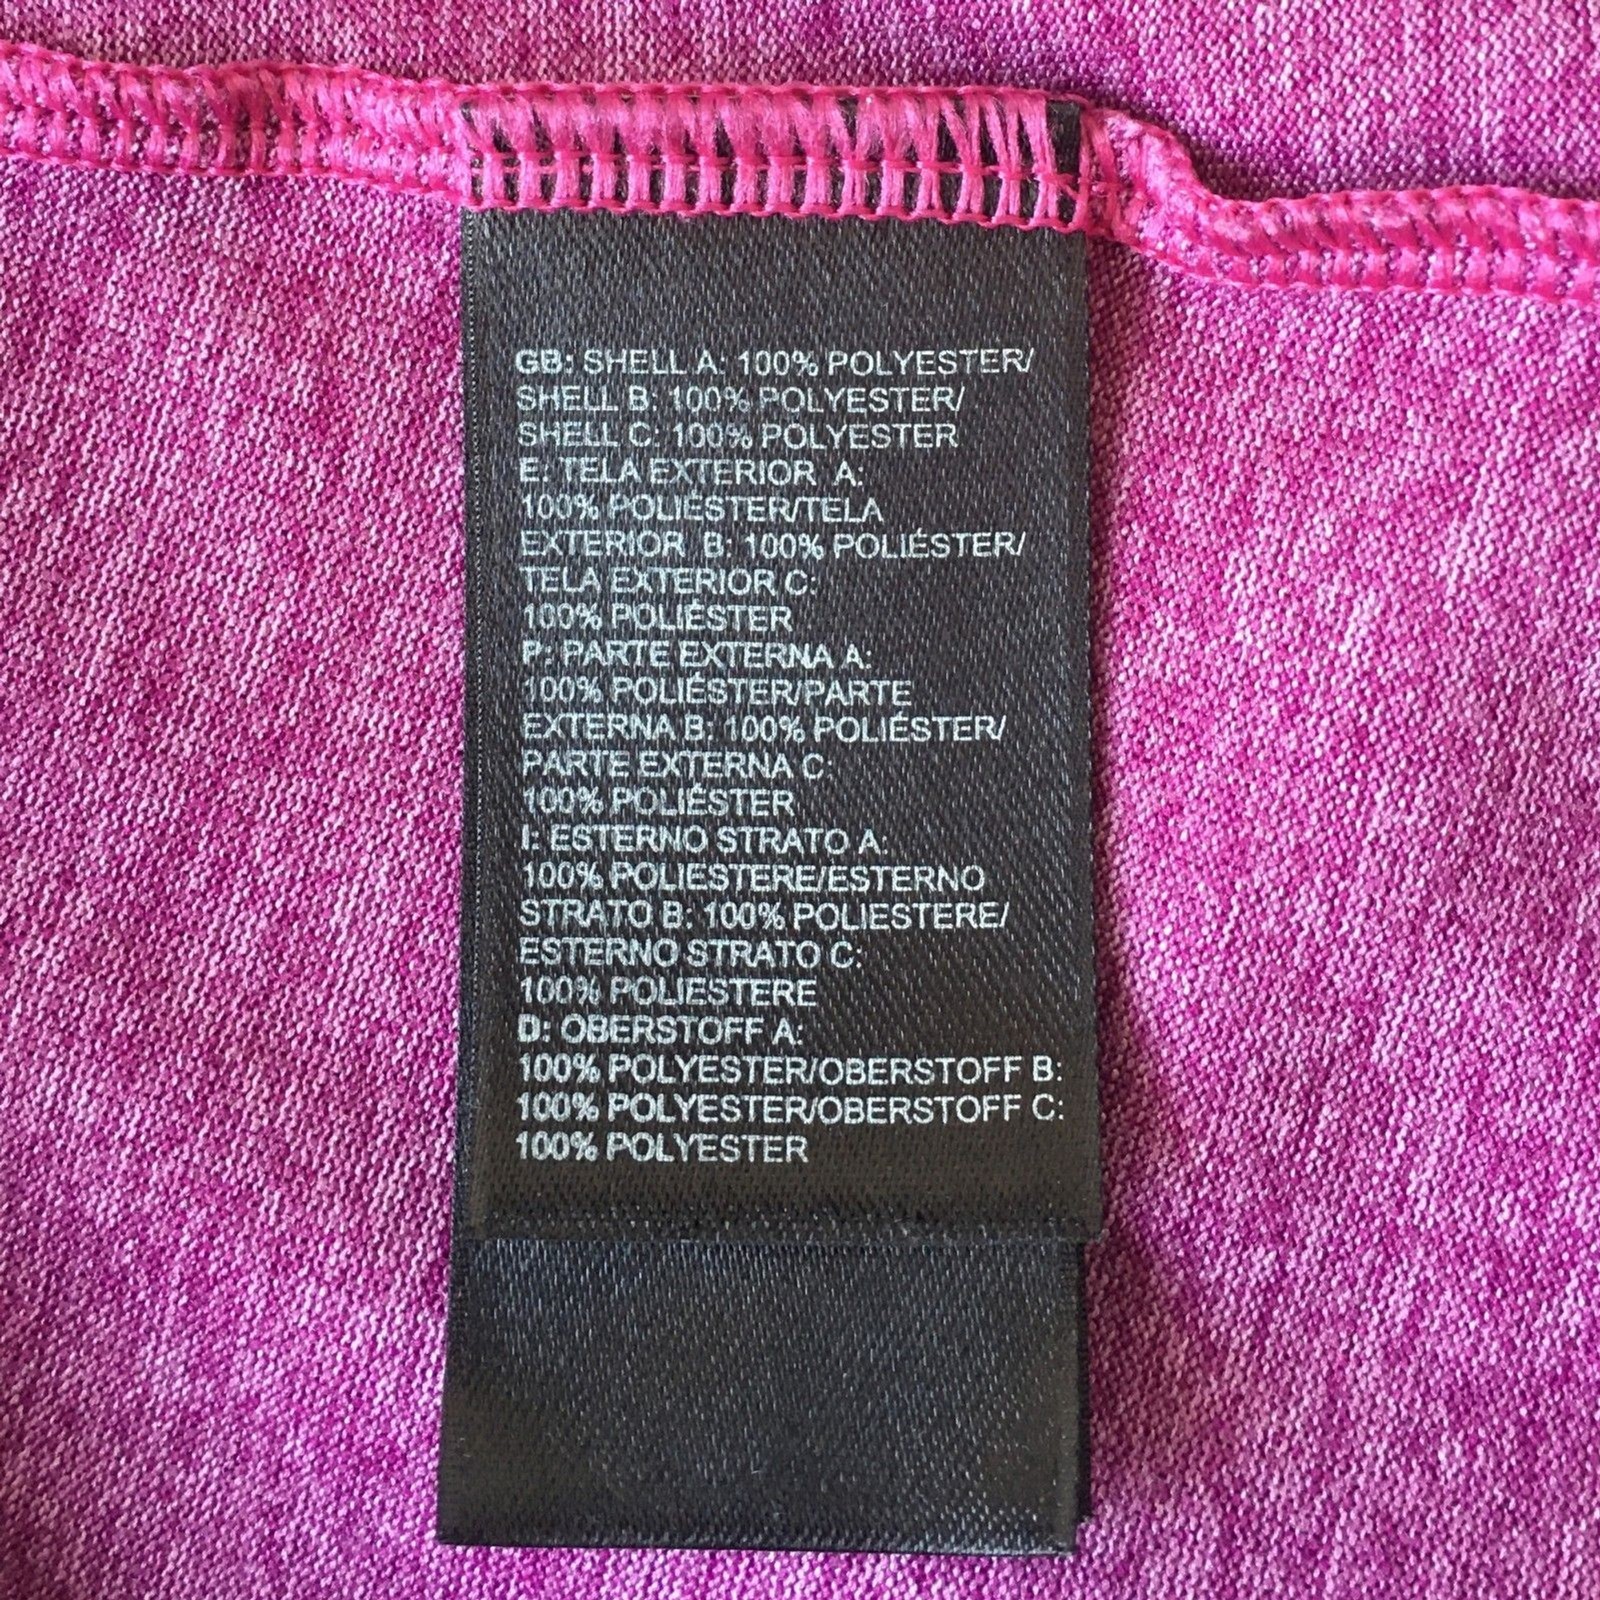 GB: SHELL A: 100% POLYESTER/
SHELL B: 100% POLYESTER/
SHELL C: 100% POLYESTER
E: TELA EXTERIOR A:
100% POLIÉSTER/TELA
EXTERIOR B: 100% POLIÉSTER/
TELA EXTERIOR C:
100% POLIÉSTER
P: PARTE EXTERNA A:
100% POLIÉSTER/PARTE
EXTERNA B: 100% POLIÉSTER/
PARTE EXTERNA C:
100% POLIÉSTER
I: ESTERNO STRATO A:
100% POLIESTERE/ESTERNO
STRATO B: 100% POLIESTERE/
ESTERNO STRATO C:
100% POLIESTERE
D: OBERSTOFF A:
100% POLYESTER/OBERSTOFF B:
100% POLYESTER/OBERSTOFF C:
100% POLYESTER